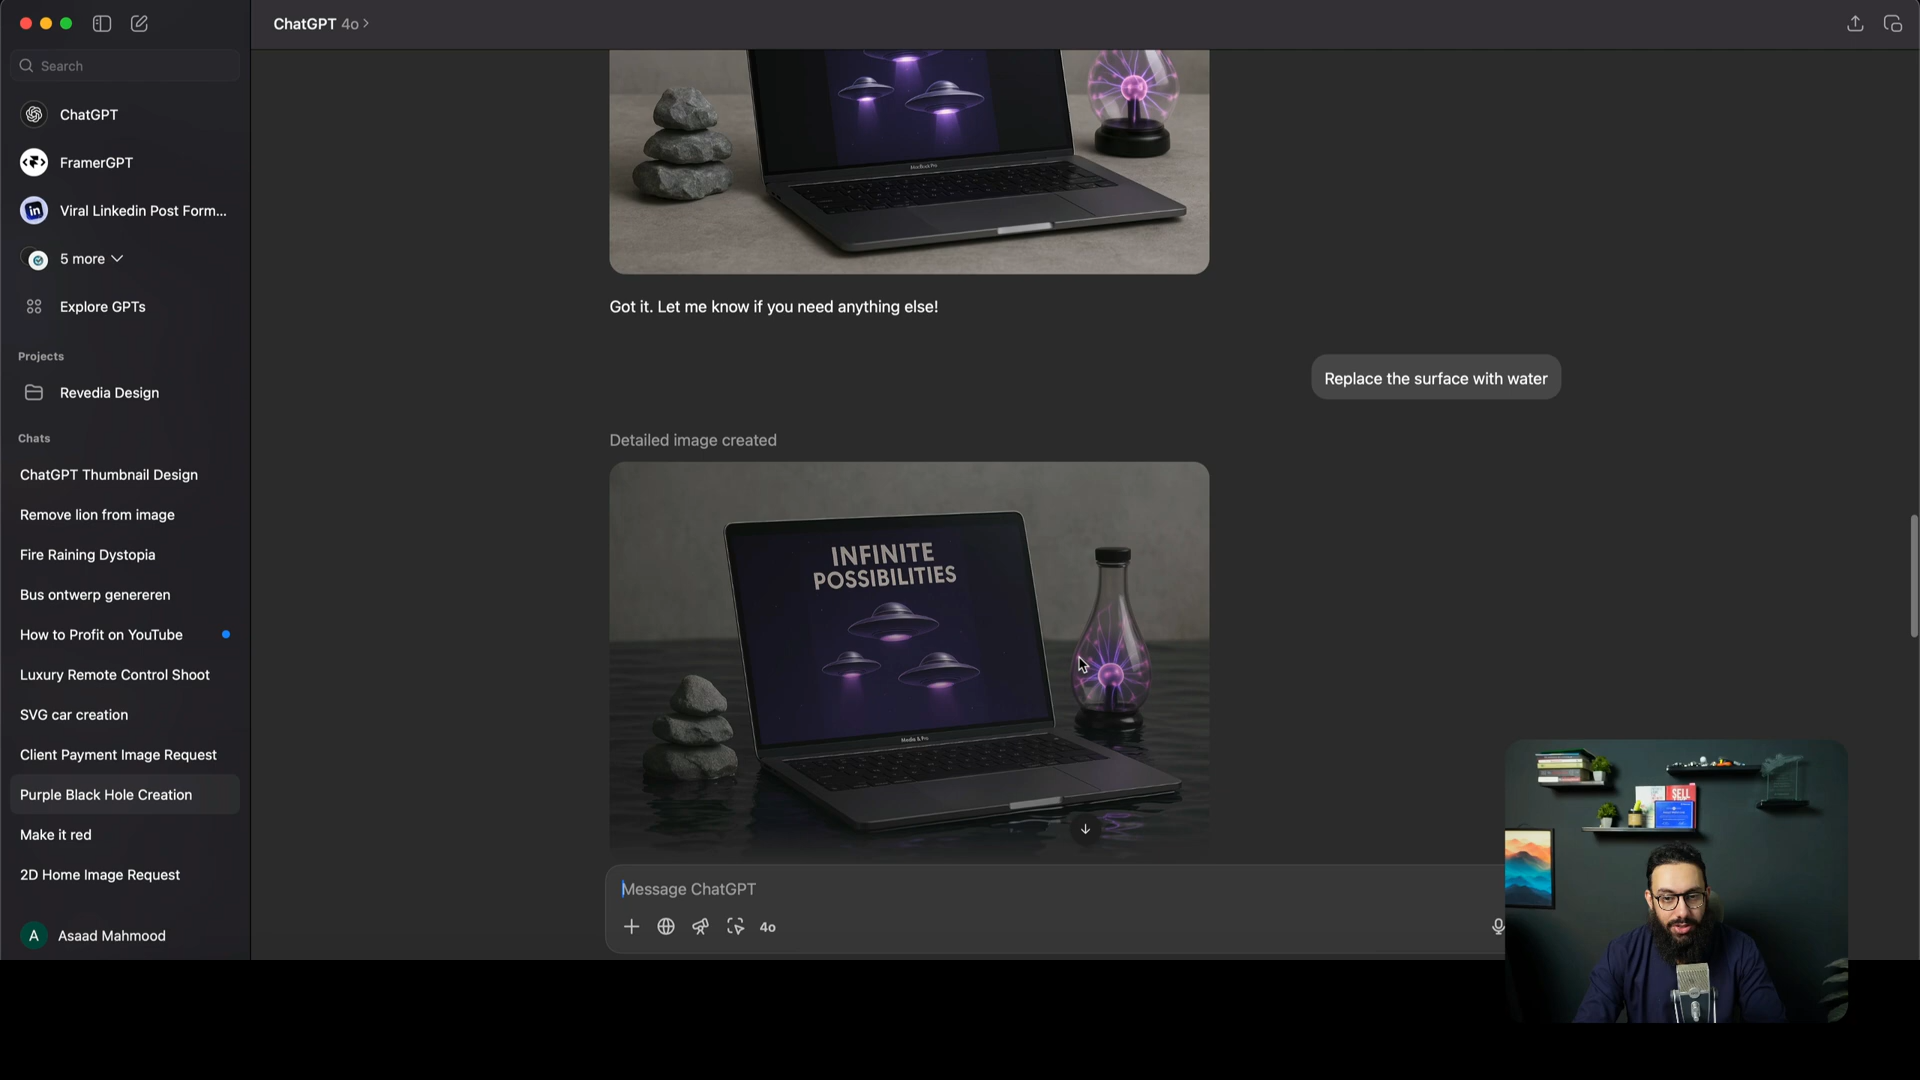 ChatGPT 4o >
Search
ChatGPT
FramerGPT
in
Viral Linkedin Post Form...
5 more
Explore GPTs
Projects
Revedia Design
Chats
ChatGPT Thumbnail Design
Remove lion from image
Fire Raining Dystopia
Bus ontwerp genereren
How to Profit on YouTube
Luxury Remote Control Shoot
SVG car creation
Client Payment Image Request
Purple Black Hole Creation
Make it red
2D Home Image Request
A
Asaad Mahmood
MacBook Pro
Got it. Let me know if you need anything else!
Replace the surface with water
Detailed image created
INFINITE
POSSIBILITIES
Message ChatGPT
4o
SELL